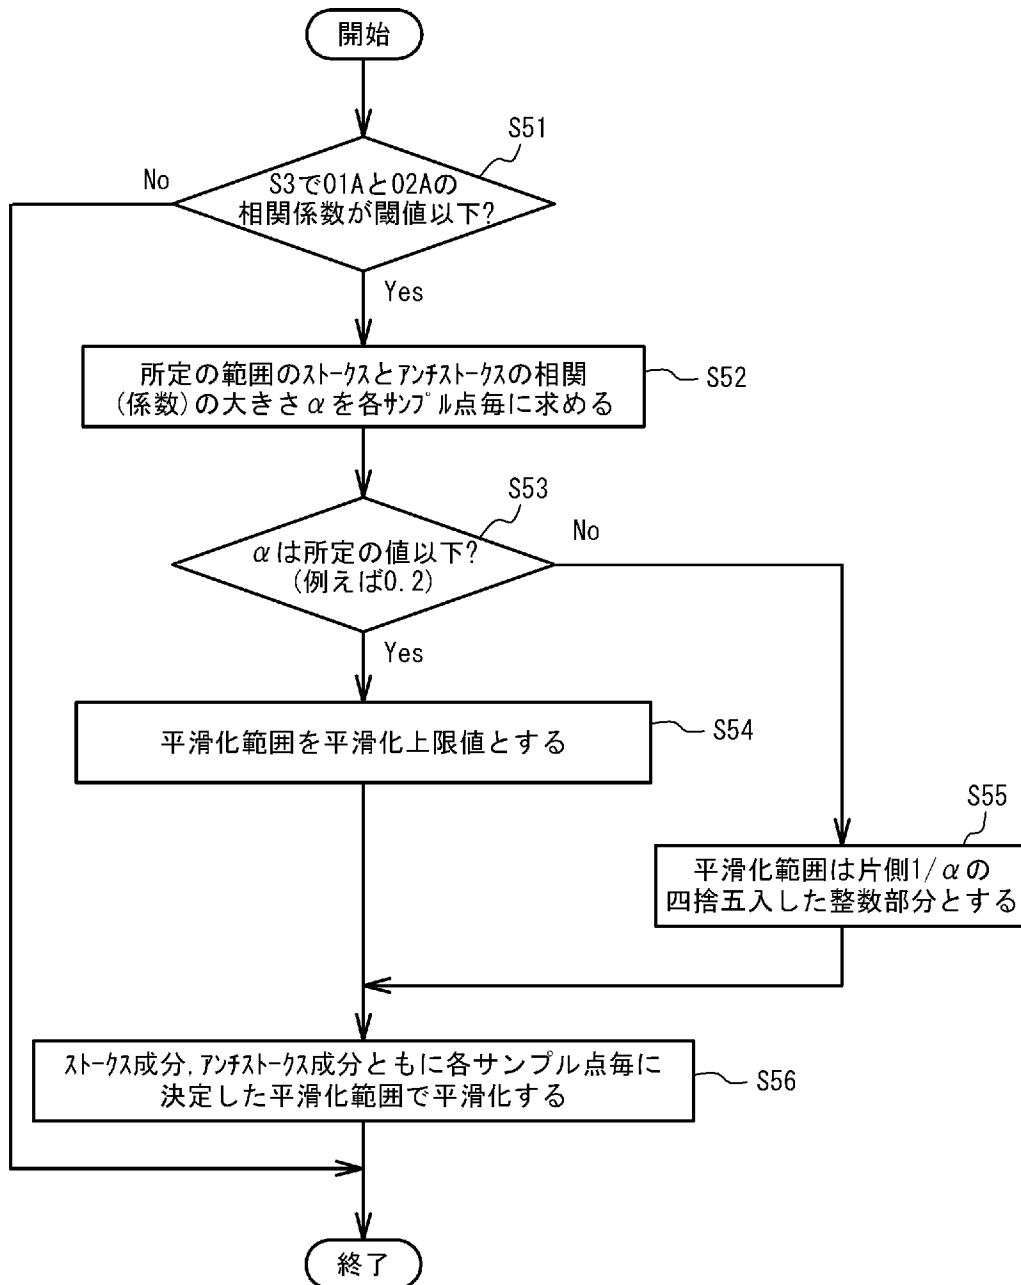 開始
S51
No
S3で01Aと02Aの
相関係数が閾値以下?
Yes
所定の範囲のｽﾄｰｸｽとｱﾝﾁｽﾄｰｸｽの相関
(係数)の大きさαを各ｻﾝﾌﾟﾙ点毎に求める
S52
S53
No
αは所定の値以下?
(例えば0.2)
Yes
平滑化範囲を平滑化上限値とする
S54
S55
平滑化範囲は片側1/αの
四捨五入した整数部分とする
ｽﾄｰｸｽ成分,ｱﾝﾁｽﾄｰｸｽ成分ともに各サンプル点毎に
決定した平滑化範囲で平滑化する
S56
終了